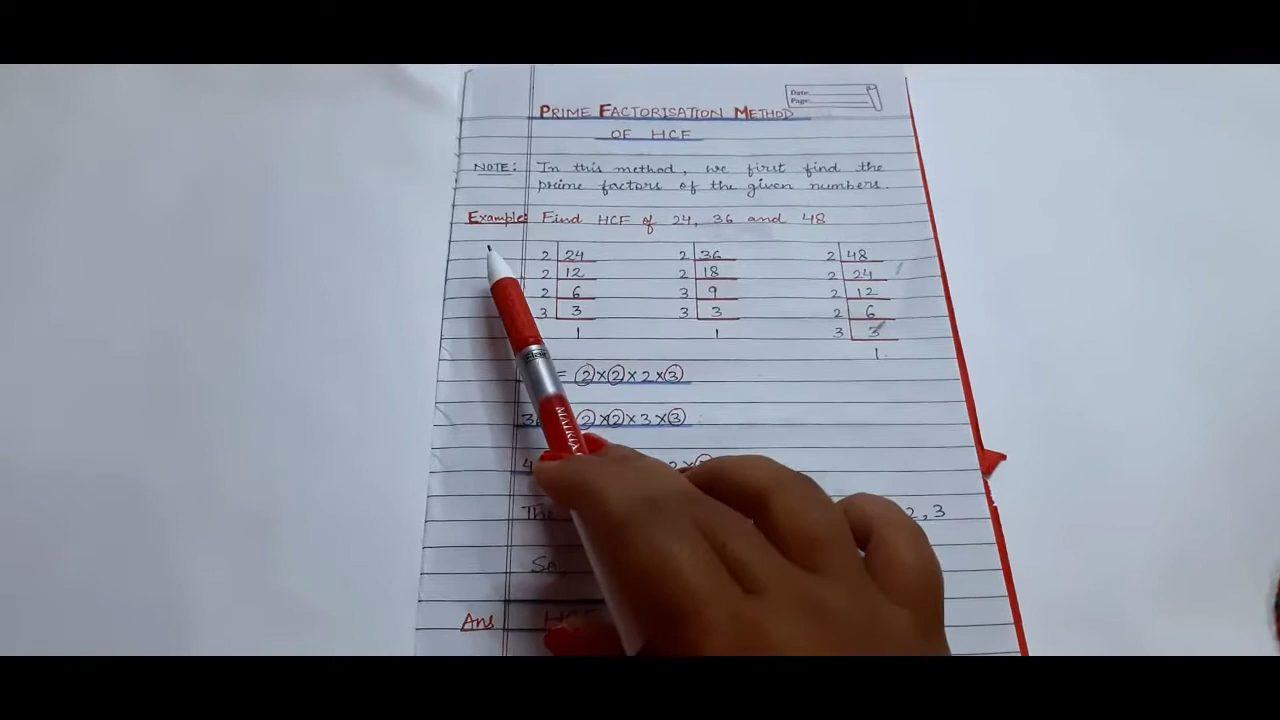 Date:
Page:
PRIME FACTORISATION METHOD
OF HCF
NOTE: In this method, we first find the
prime factors of the given numbers.
Example: Find HCF of 24, 36 and 48
2 24 2 36 2 48
2 12 2 18 2 24
2 6 3 9 2 12
3 3 3 3 2 6
1 1 3 3
1
= 2×2×2×3
2×2×3×3
2×
2,3
So,
Ans
MATRIX